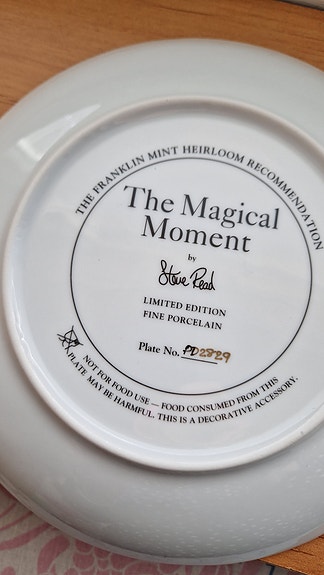 THE FRANKLIN MINT HEIRLOOM RECOMMENDATION
The Magical
Moment
by
Steve Read
LIMITED EDITION
FINE PORCELAIN
Plate No. PD2829
NOT FOR FOOD USE — FOOD CONSUMED FROM THIS
PLATE MAY BE HARMFUL. THIS IS A DECORATIVE ACCESSORY.